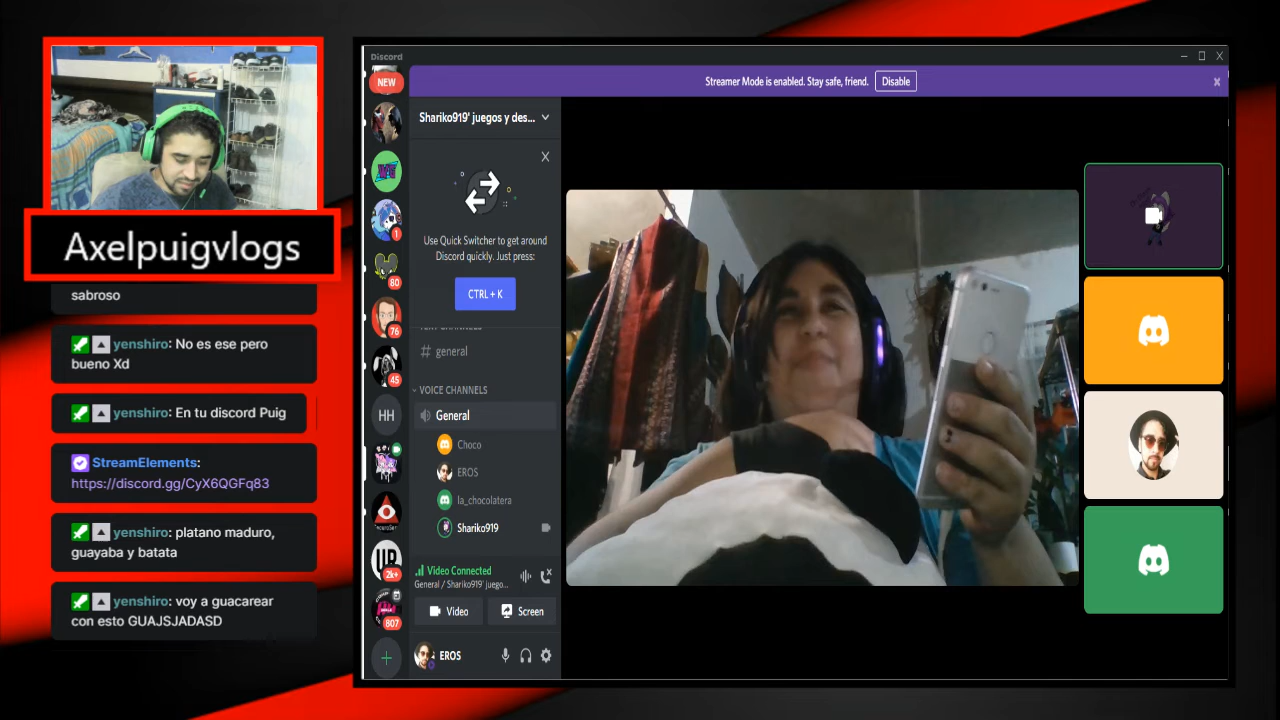 Axelpuigvlogs
sabroso
yenshiro: No es ese pero
bueno Xd
yenshiro: En tu discord Puig
StreamElements:
https://discord.gg/CyX6QGFq83
yenshiro: platano maduro,
guayaba y batata
yenshiro: voy a guacarear
con esto GUAJSJADASD
Discord
NEW
1
80
76
45
HH
2k+
807
Streamer Mode is enabled. Stay safe, friend. Disable
Shariko919' juegos y des...
Use Quick Switcher to get around
Discord quickly. Just press:
CTRL + K
# general
VOICE CHANNELS
General
Choco
EROS
la_chocolatera
Shariko919
Video Connected
General / Shariko919' juego...
Video Screen
EROS